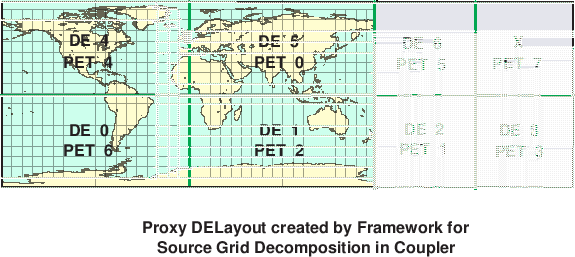 DE 4
PET 4
DE 5
PET 0
DE 6
PET 5
X
PET 7
DE 0
PET 6
DE 1
PET 2
DE 2
PET 1
DE 3
PET 3
Proxy DELayout created by Framework for
Source Grid Decomposition in Coupler